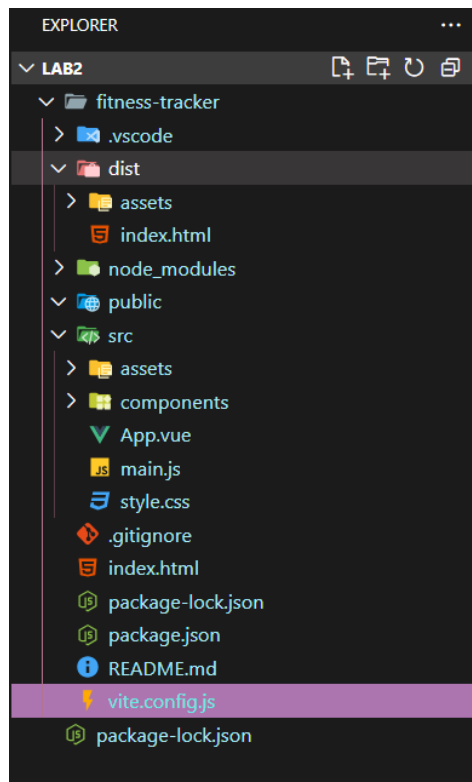 EXPLORER
LAB2
fitness-tracker
.vscode
dist
assets
index.html
node_modules
public
src
assets
components
App.vue
JS main.js
style.css
.gitignore
index.html
package-lock.json
package.json
README.md
vite.config.js
package-lock.json